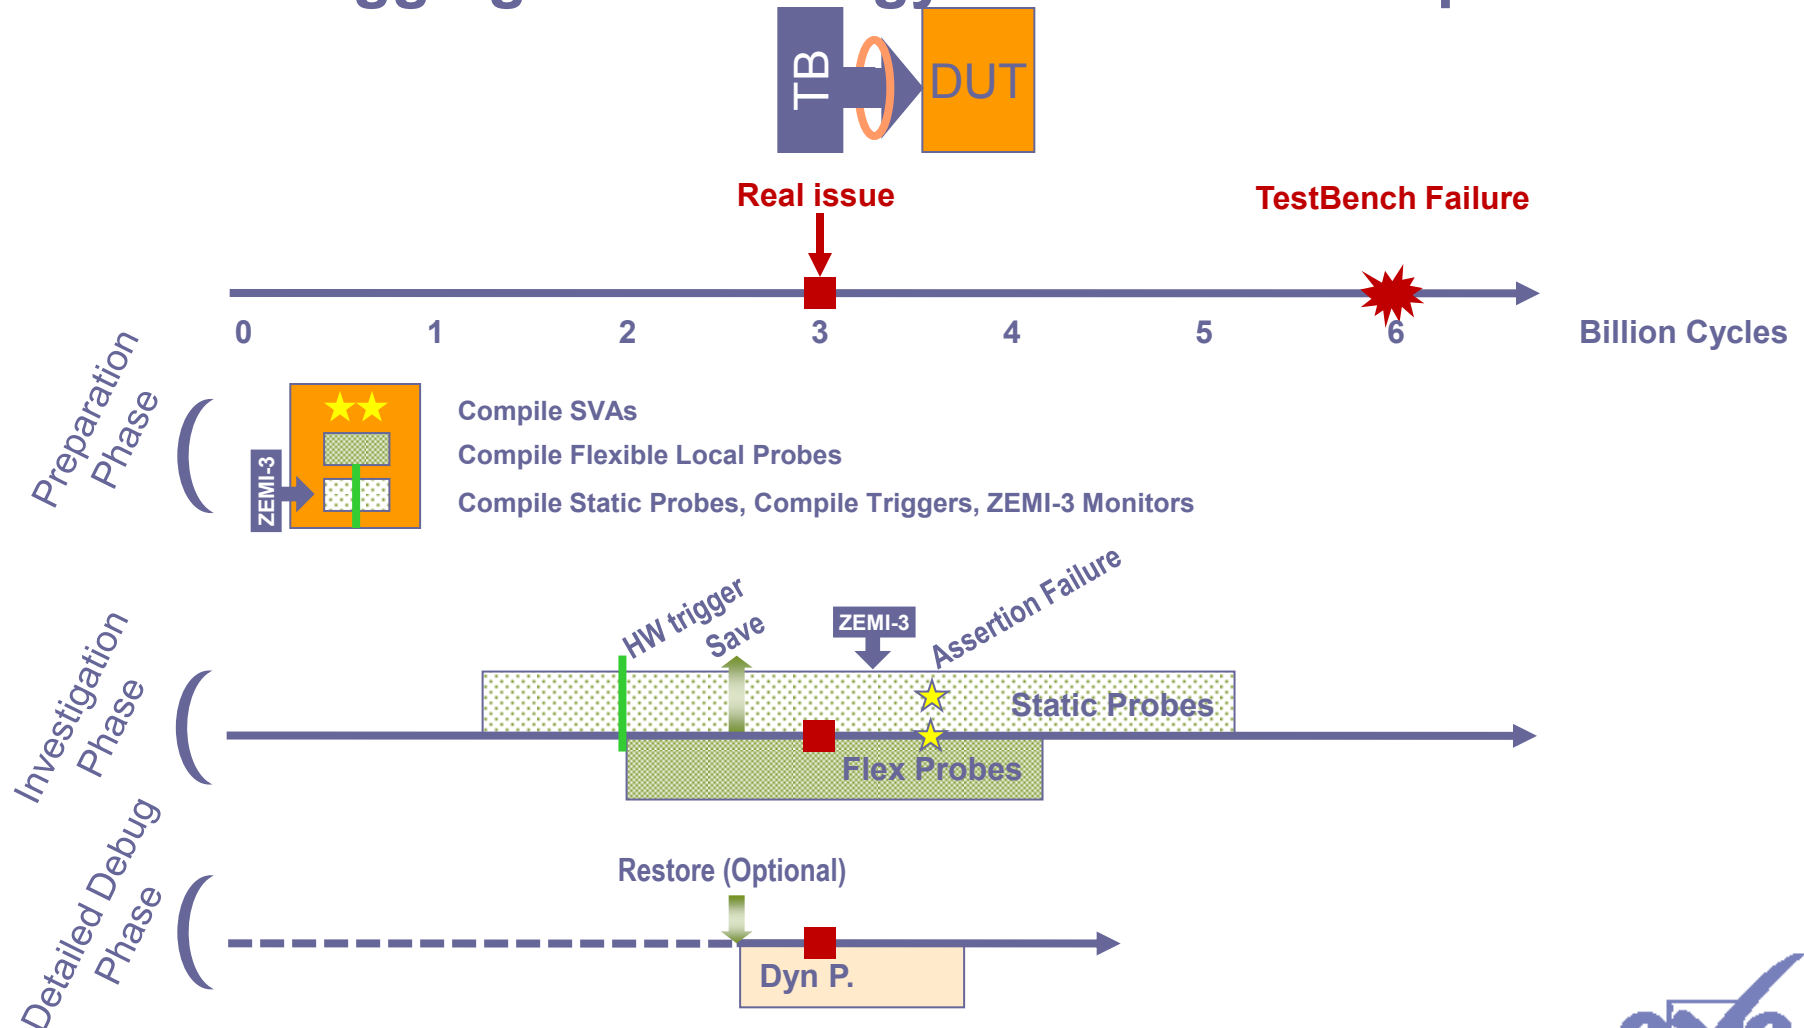 TB
DUT
Real issue
TestBench Failure
0 1 2 3 4 5 6 Billion Cycles
Preparation
Phase
ZEMI-3
Compile SVAs
Compile Flexible Local Probes
Compile Static Probes, Compile Triggers, ZEMI-3 Monitors
Investigation
Phase
HW trigger
Save
ZEMI-3
Assertion Failure
Static Probes
Flex Probes
Detailed Debug
Phase
Restore (Optional)
Dyn P.